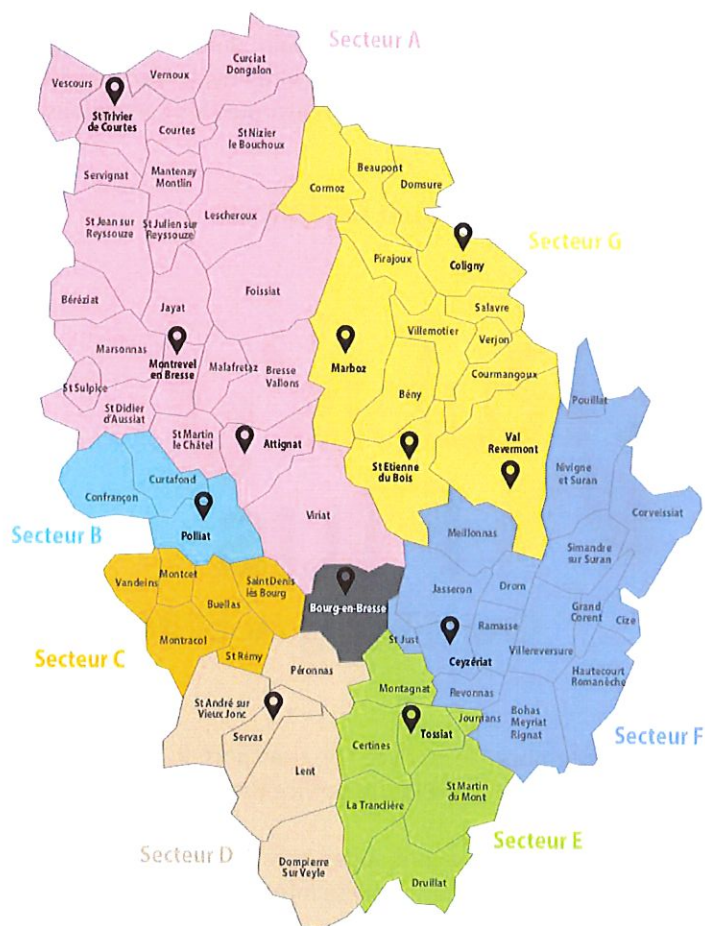 Secteur A
Curciat
Dongalon
Vernoux
Vescours
St Trivier
de Courtes
Courtes
St Nizier
le Bouchoux
Servignat
Mantenay
Montlin
Beaupont
Domsure
Cormoz
St Jean sur
Reyssouze
St Julien sur
Reyssouze
Lescheroux
Secteur G
Pirajoux
Coligny
Foissiat
Béréziat
Jayat
Salavre
Villemotier
Verjon
Marsonnas
Montrevel
en Bresse
Malafretaz
Bresse
Vallons
Marboz
Courmangoux
St Sulpice
Bény
Pouillat
St Didier
d'Aussiat
St Martin
le Châtel
Attignat
St Etienne
du Bois
Val
Revermont
Nivigne
et Suran
Curtafond
Confrançon
Viriat
Corveissiat
Secteur B
Polliat
Meillonnas
Simandre
sur Suran
Vandeins
Montcet
Saint Denis
lés Bourg
Buellas
Bourg-en-Bresse
Jasseron
Drom
Grand
Corent
Cize
Montracol
St Just
Ramasse
Secteur C
St Rémy
Ceyzériat
Villereversure
Péronnas
Hautecourt
Romanèche
Montagnat
Revonnas
St André sur
Vieux Jonc
Journans
Bohas
Meyriat
Rignat
Servas
Certines
Tossiat
Secteur F
Lent
La Tranclière
St Martin
du Mont
Secteur D
Secteur E
Dompierre
Sur Veyle
Druillat